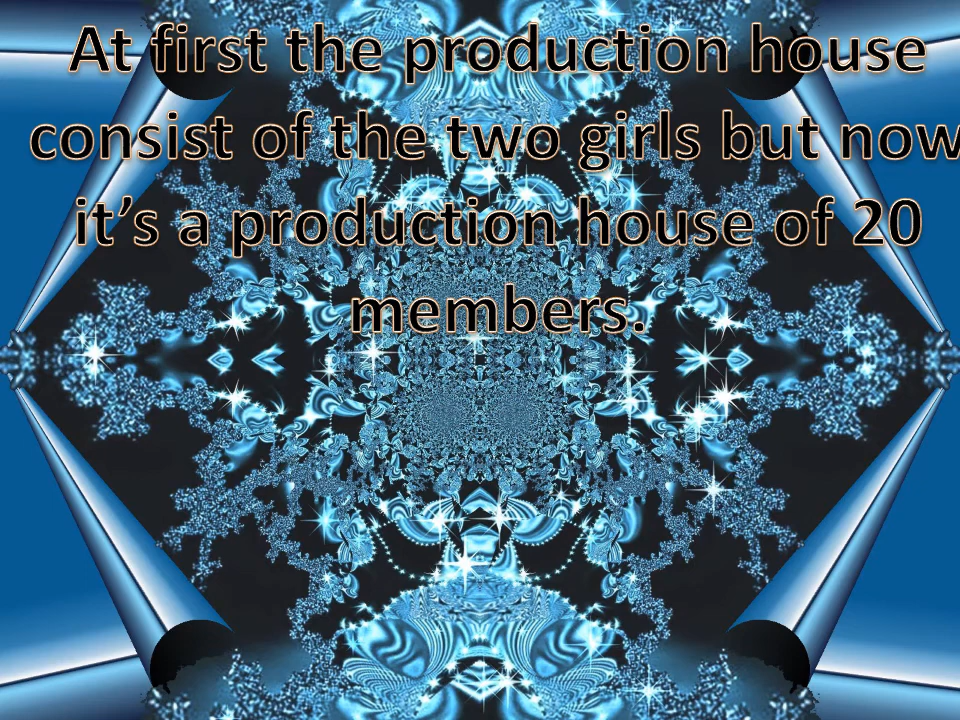 At first the production house
consist of the two girls but now
it’s a production house of 20
members.